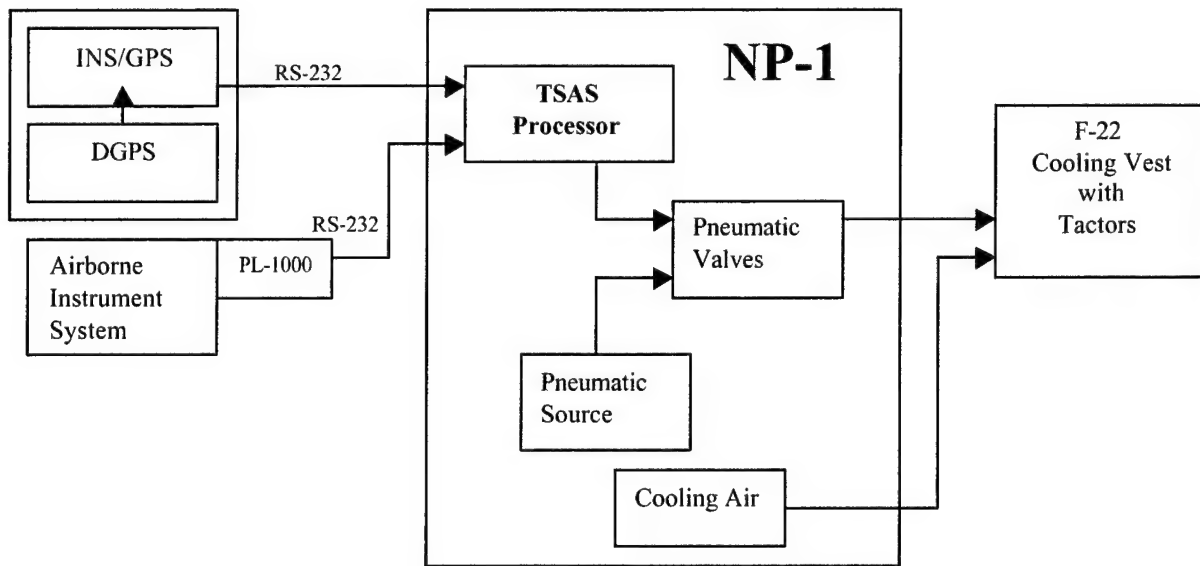 INS/GPS
DGPS
RS-232
RS-232
Airborne
Instrument
System
PL-1000
NP-1
TSAS
Processor
Pneumatic
Valves
Pneumatic
Source
Cooling Air
F-22
Cooling Vest
with
Tactors